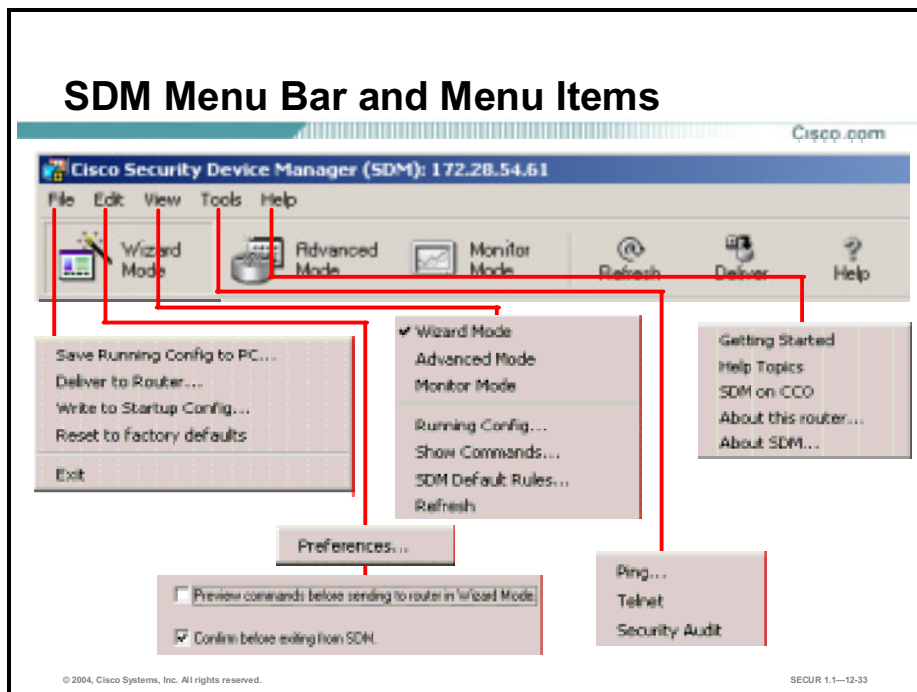 SDM Menu Bar and Menu Items
Cisco.com
Cisco Security Device Manager (SDM): 172.28.54.61
File Edit View Tools Help
Wizard Mode
Advanced Mode
Monitor Mode
Refresh
Deliver
Help
Save Running Config to PC...
Deliver to Router...
Write to Startup Config...
Reset to factory defaults
Exit
Wizard Mode
Advanced Mode
Monitor Mode
Running Config...
Show Commands...
SDM Default Rules...
Refresh
Getting Started
Help Topics
SDM on CCO
About this router...
About SDM...
Preferences...
Preview commands before sending to router in Wizard Mode.
Confirm before exiting from SDM.
Ping...
Telnet
Security Audit
© 2004, Cisco Systems, Inc. All rights reserved.
SECUR 1.1—12-33